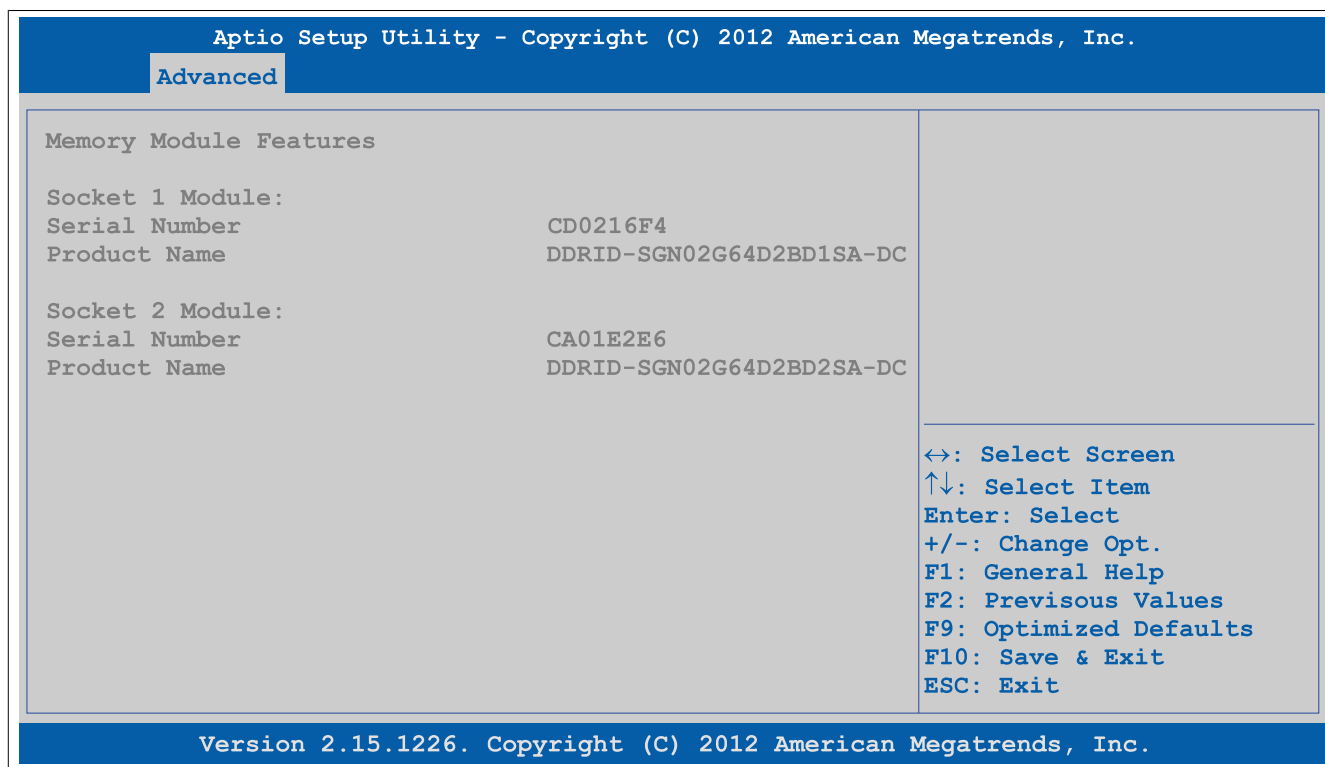 Aptio Setup Utility - Copyright (C) 2012 American Megatrends, Inc.
Advanced
Memory Module Features
Socket 1 Module:
Serial Number CD0216F4
Product Name DDRID-SGN02G64D2BD1SA-DC
Socket 2 Module:
Serial Number CA01E2E6
Product Name DDRID-SGN02G64D2BD2SA-DC
↔: Select Screen
↑↓: Select Item
Enter: Select
+/-: Change Opt.
F1: General Help
F2: Previsous Values
F9: Optimized Defaults
F10: Save & Exit
ESC: Exit
Version 2.15.1226. Copyright (C) 2012 American Megatrends, Inc.